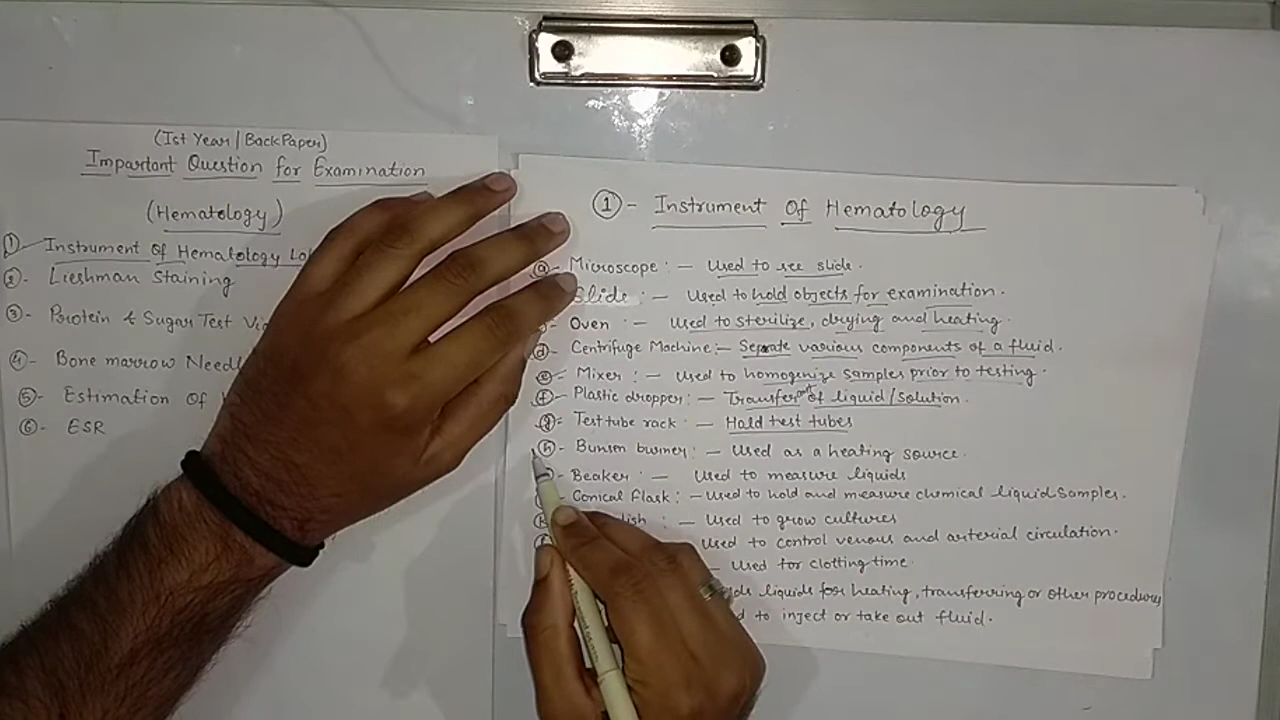 (Ist Year / Back Paper)
Important Question for Examination
(Hematology)
1- Instrument Of Hematology
2- Lieshman Staining
3- Protein & Sugar Test
4- Bone marrow
5- Estimation Of
6- ESR
1- Instrument Of Hematology
a- Microscope :- Used to see slide.
Slide :- Used to hold objects for examination.
Oven :- Used to sterilize, drying and heating.
d- Centrifuge Machine :- Separate various components of a fluid.
e- Mixer :- used to homogenize samples prior to testing.
f- Plastic dropper :- Transfer of liquid/solution.
g- Test tube rack :- Hold test tubes
h- Bunsen burner :- Used as a heating source.
Beaker :- Used to measure liquids
Conical flask :- used to hold and measure chemical liquid samples.
k dish :- Used to grow cultures
used to control venous and arterial circulation.
- Used for clotting time.
liquids for heating, transferring or other procedures
to inject or take out fluid.